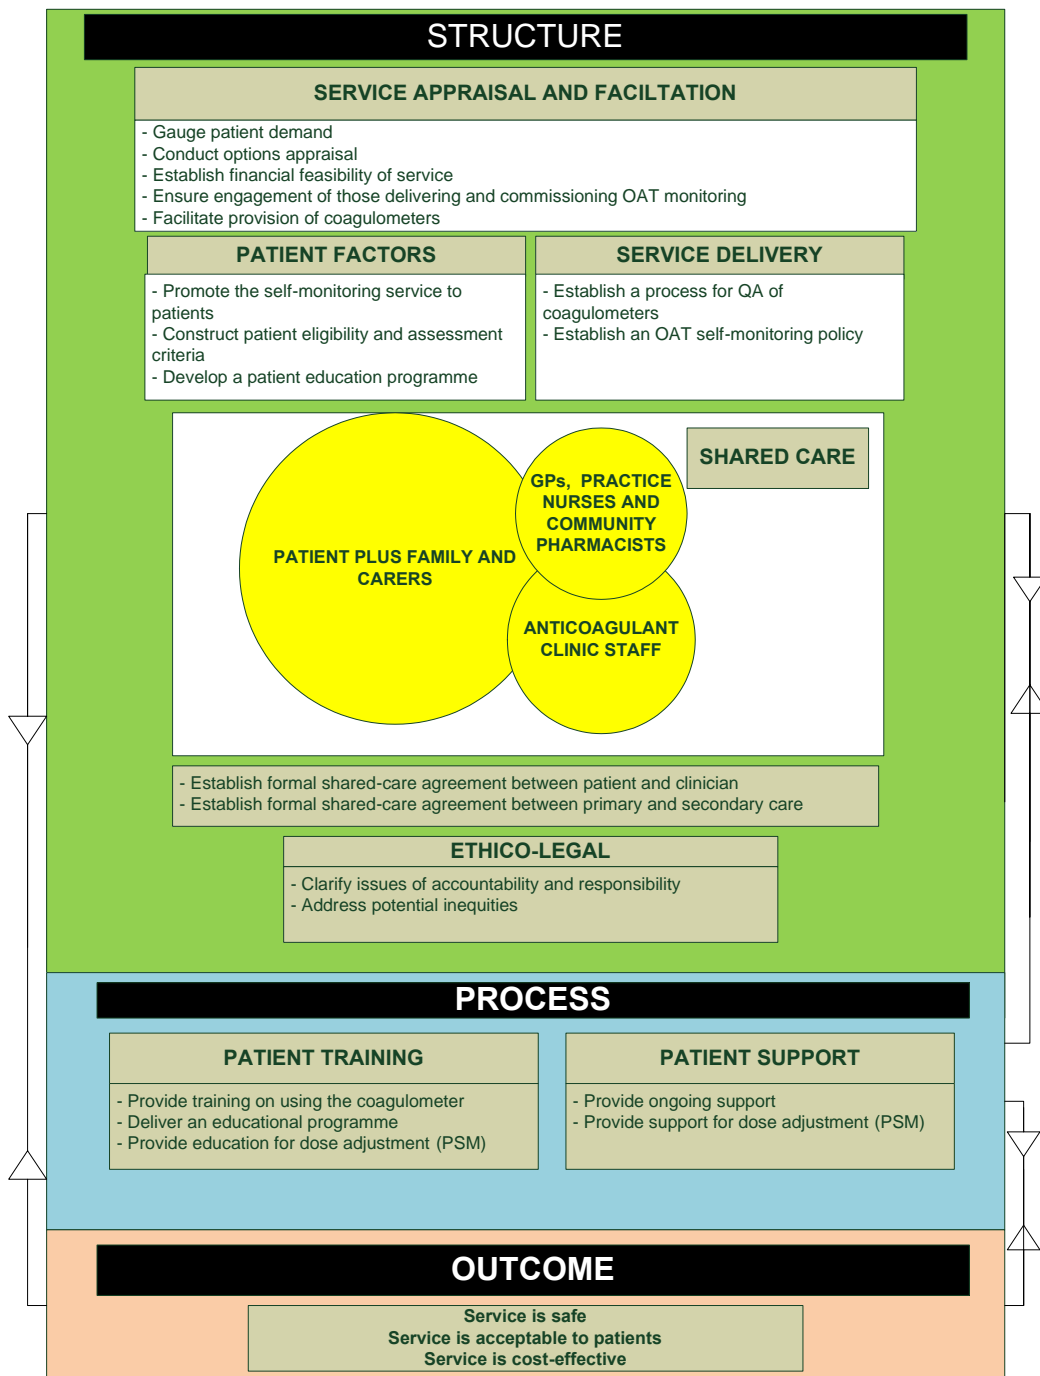 STRUCTURE
SERVICE APPRAISAL AND FACILTATION
- Gauge patient demand
- Conduct options appraisal
- Establish financial feasibility of service
- Ensure engagement of those delivering and commissioning OAT monitoring
- Facilitate provision of coagulometers
PATIENT FACTORS
- Promote the self-monitoring service to
patients
- Construct patient eligibility and assessment
criteria
- Develop a patient education programme
SERVICE DELIVERY
- Establish a process for QA of
coagulometers
- Establish an OAT self-monitoring policy
SHARED CARE
PATIENT PLUS FAMILY AND
CARERS
GPs, PRACTICE
NURSES AND
COMMUNITY
PHARMACISTS
ANTICOAGULANT
CLINIC STAFF
- Establish formal shared-care agreement between patient and clinician
- Establish formal shared-care agreement between primary and secondary care
ETHICO-LEGAL
- Clarify issues of accountability and responsibility
- Address potential inequities
PROCESS
PATIENT TRAINING
- Provide training on using the coagulometer
- Deliver an educational programme
- Provide education for dose adjustment (PSM)
PATIENT SUPPORT
- Provide ongoing support
- Provide support for dose adjustment (PSM)
OUTCOME
Service is safe
Service is acceptable to patients
Service is cost-effective